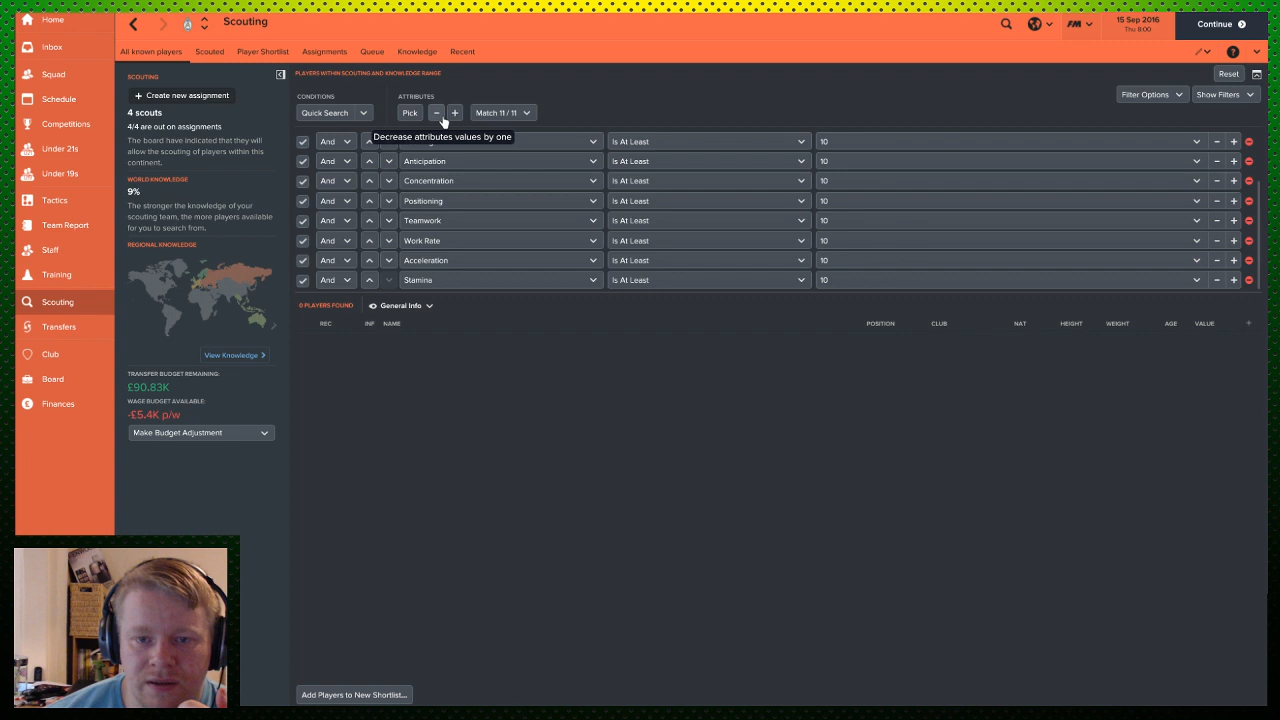 Home
Scouting
15 Sep 2016
Thu 8:00
FM
Continue
Inbox
All known players Scouted Player Shortlist Assignments Queue Knowledge Recent
Squad
Schedule
Competitions
Under 21s
Under 19s
Tactics
Team Report
Staff
Training
Scouting
Transfers
Club
Board
Finances
SCOUTING
+ Create new assignment
4 scouts
4/4 are out on assignments
The board have indicated that they will
allow the scouting of players within this
continent.
WORLD KNOWLEDGE
9%
The stronger the knowledge of your
scouting team, the more players available
for you to search from.
REGIONAL KNOWLEDGE
View Knowledge >
TRANSFER BUDGET REMAINING:
£90.83K
WAGE BUDGET AVAILABLE:
-£5.4K p/w
Make Budget Adjustment
PLAYERS WITHIN SCOUTING AND KNOWLEDGE RANGE
Reset
CONDITIONS ATTRIBUTES
Filter Options Show Filters
Quick Search Pick - + Match 11 / 11
Decrease attributes values by one
And Is At Least 10
And Anticipation Is At Least 10
And Concentration Is At Least 10
And Positioning Is At Least 10
And Teamwork Is At Least 10
And Work Rate Is At Least 10
And Acceleration Is At Least 10
And Stamina Is At Least 10
0 PLAYERS FOUND General Info
REC INF NAME POSITION CLUB NAT HEIGHT WEIGHT AGE VALUE +
Add Players to New Shortlist...